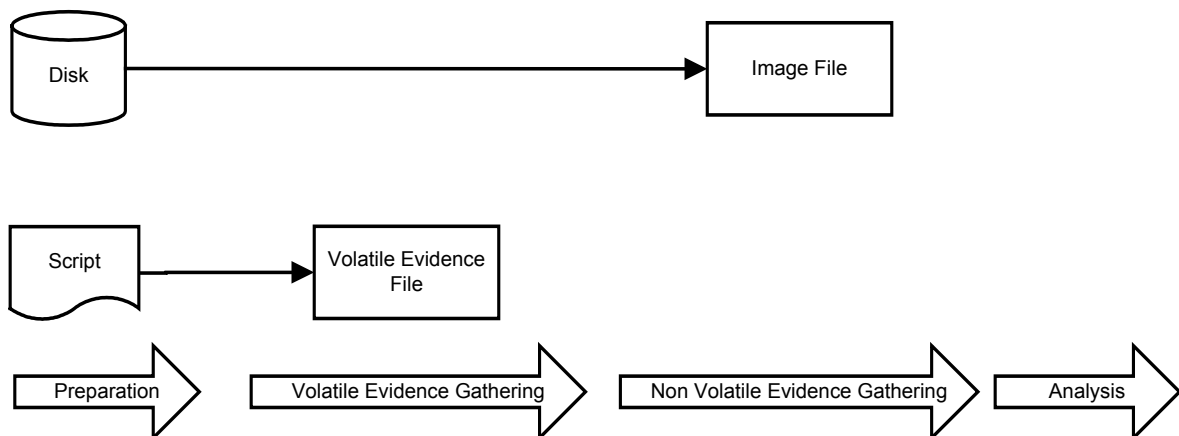 Disk
Image File
Script
Volatile Evidence
File
Preparation
Volatile Evidence Gathering
Non Volatile Evidence Gathering
Analysis